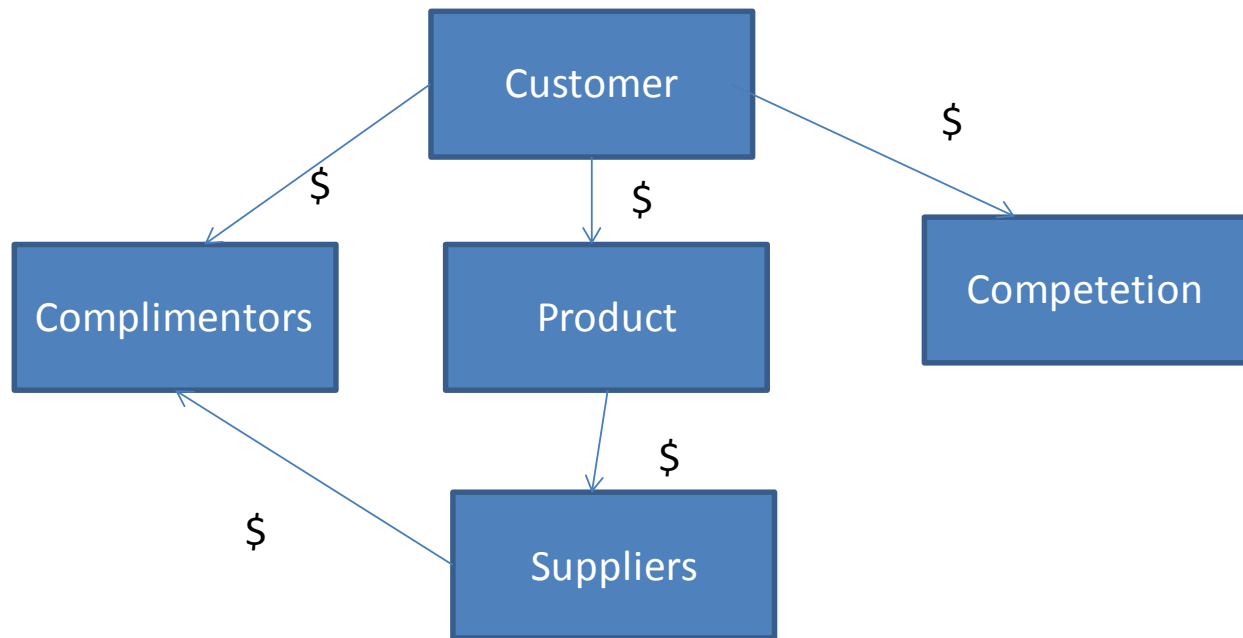 Customer
$
$
$
Complimentors
Product
Competetion
$
$
Suppliers